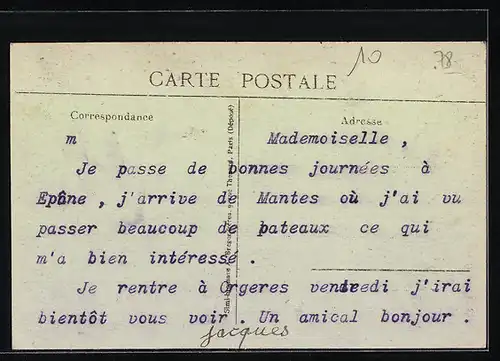 10
78
CARTE POSTALE
Correspondance
Adresse
m Mademoiselle ,
Je passe de bonnes journées à
Epône , j'arrive de Mantes où j'ai vu
passer beaucoup de bateaux ce qui
m'a bien intéressé .
Je rentre à Orgeres vendredi j'irai
bientôt vous voir . Un amical bonjour .
jacques
Paris (Déposé)